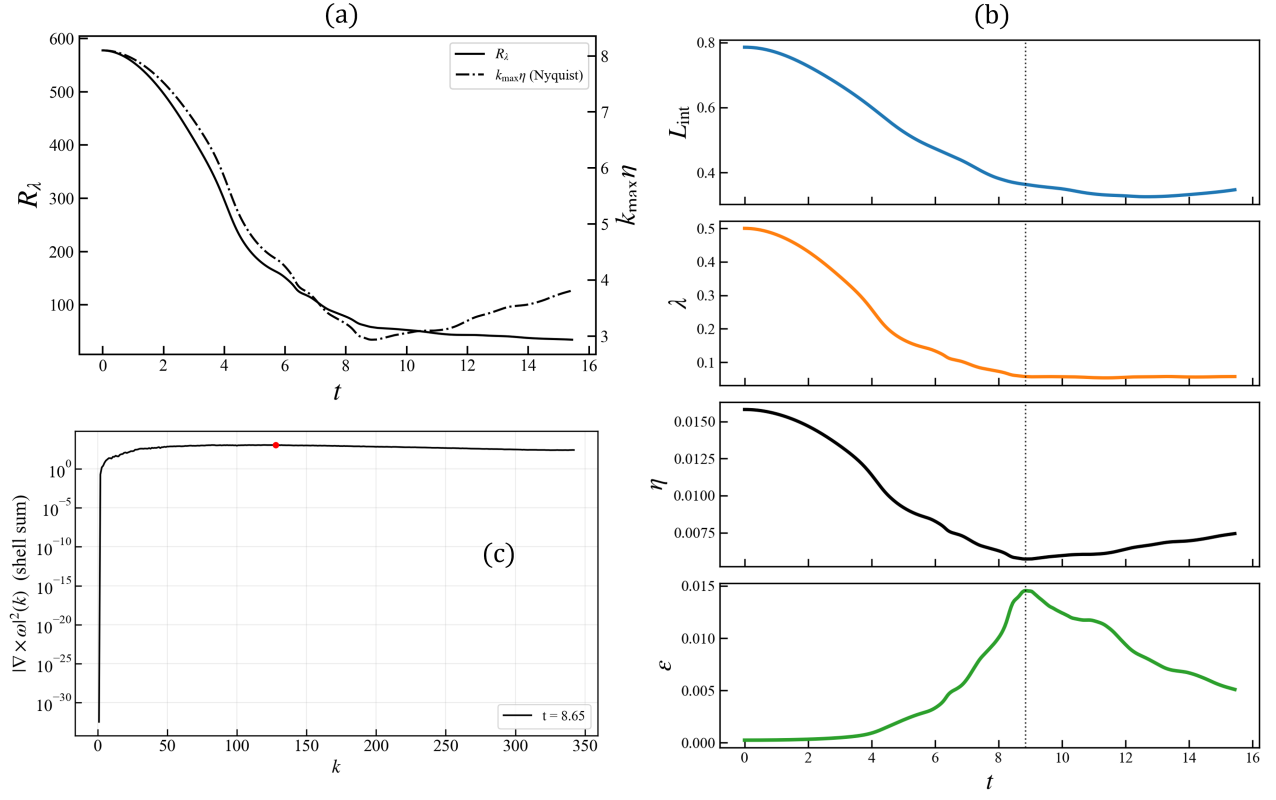 (a)
600
500
400
300
200
100
R_λ
R_λ
k_max η (Nyquist)
8
7
6
5
4
3
k_max η
0 2 4 6 8 10 12 14 16
t
(b)
0.8
0.6
0.4
L_int
0.5
0.4
0.3
0.2
0.1
λ
0.0150
0.0125
0.0100
0.0075
η
0.015
0.010
0.005
0.000
ε
0 2 4 6 8 10 12 14 16
t
10^0
10^−5
10^−10
10^−15
10^−20
10^−25
10^−30
|∇ × ω|^2(k) (shell sum)
(c)
t = 8.65
0 50 100 150 200 250 300 350
k